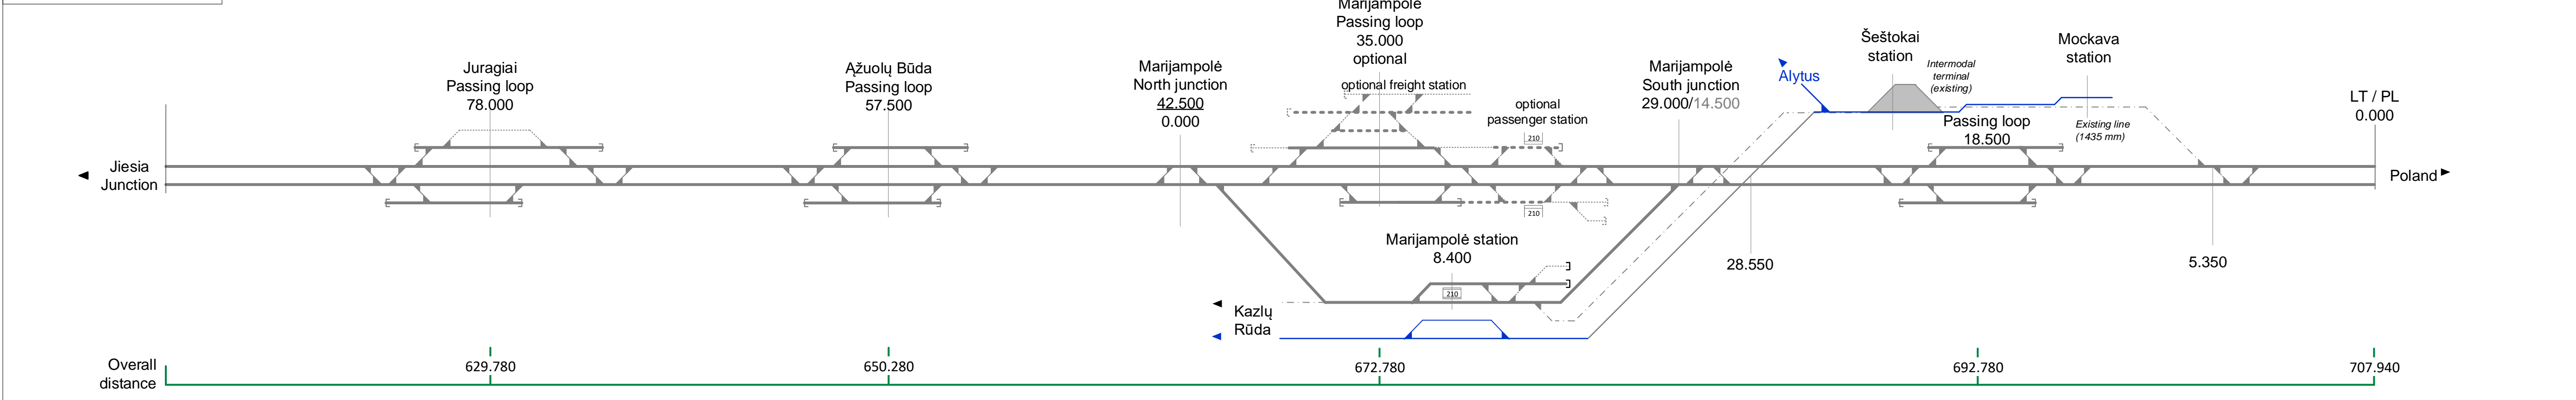 Marijampolė
Passing loop
35.000
optional
Juragiai
Passing loop
78.000
Ąžuolų Būda
Passing loop
57.500
Marijampolė
North junction
42.500
0.000
optional freight station
optional
passenger station
210
210
Marijampolė
South junction
29.000/14.500
Alytus
Šeštokai
station
Intermodal
terminal
(existing)
Mockava
station
Passing loop
18.500
Existing line
(1435 mm)
LT / PL
0.000
Jiesia
Junction
Poland
Marijampolė station
8.400
210
28.550
5.350
Kazlų
Rūda
Overall
distance
629.780
650.280
672.780
692.780
707.940